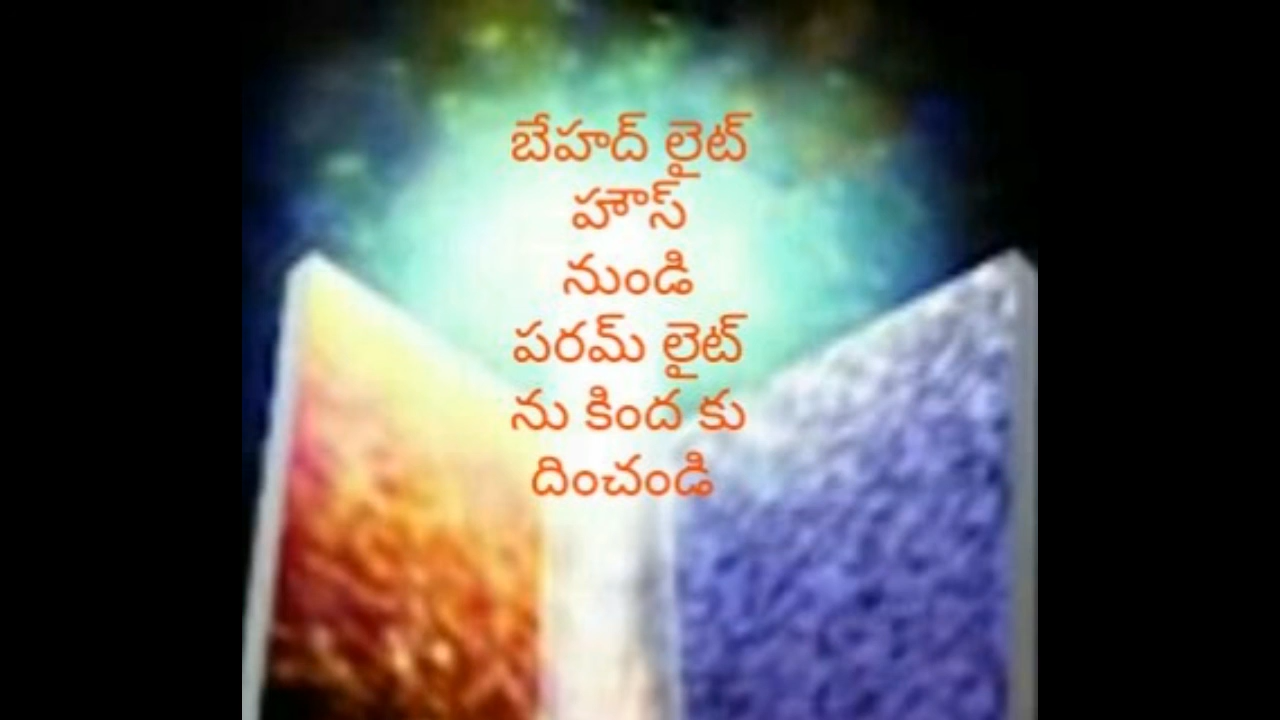 బేహద్ లైట్
హౌస్
నుండి
పరమ్ లైట్
ను కింద కు
దించండి